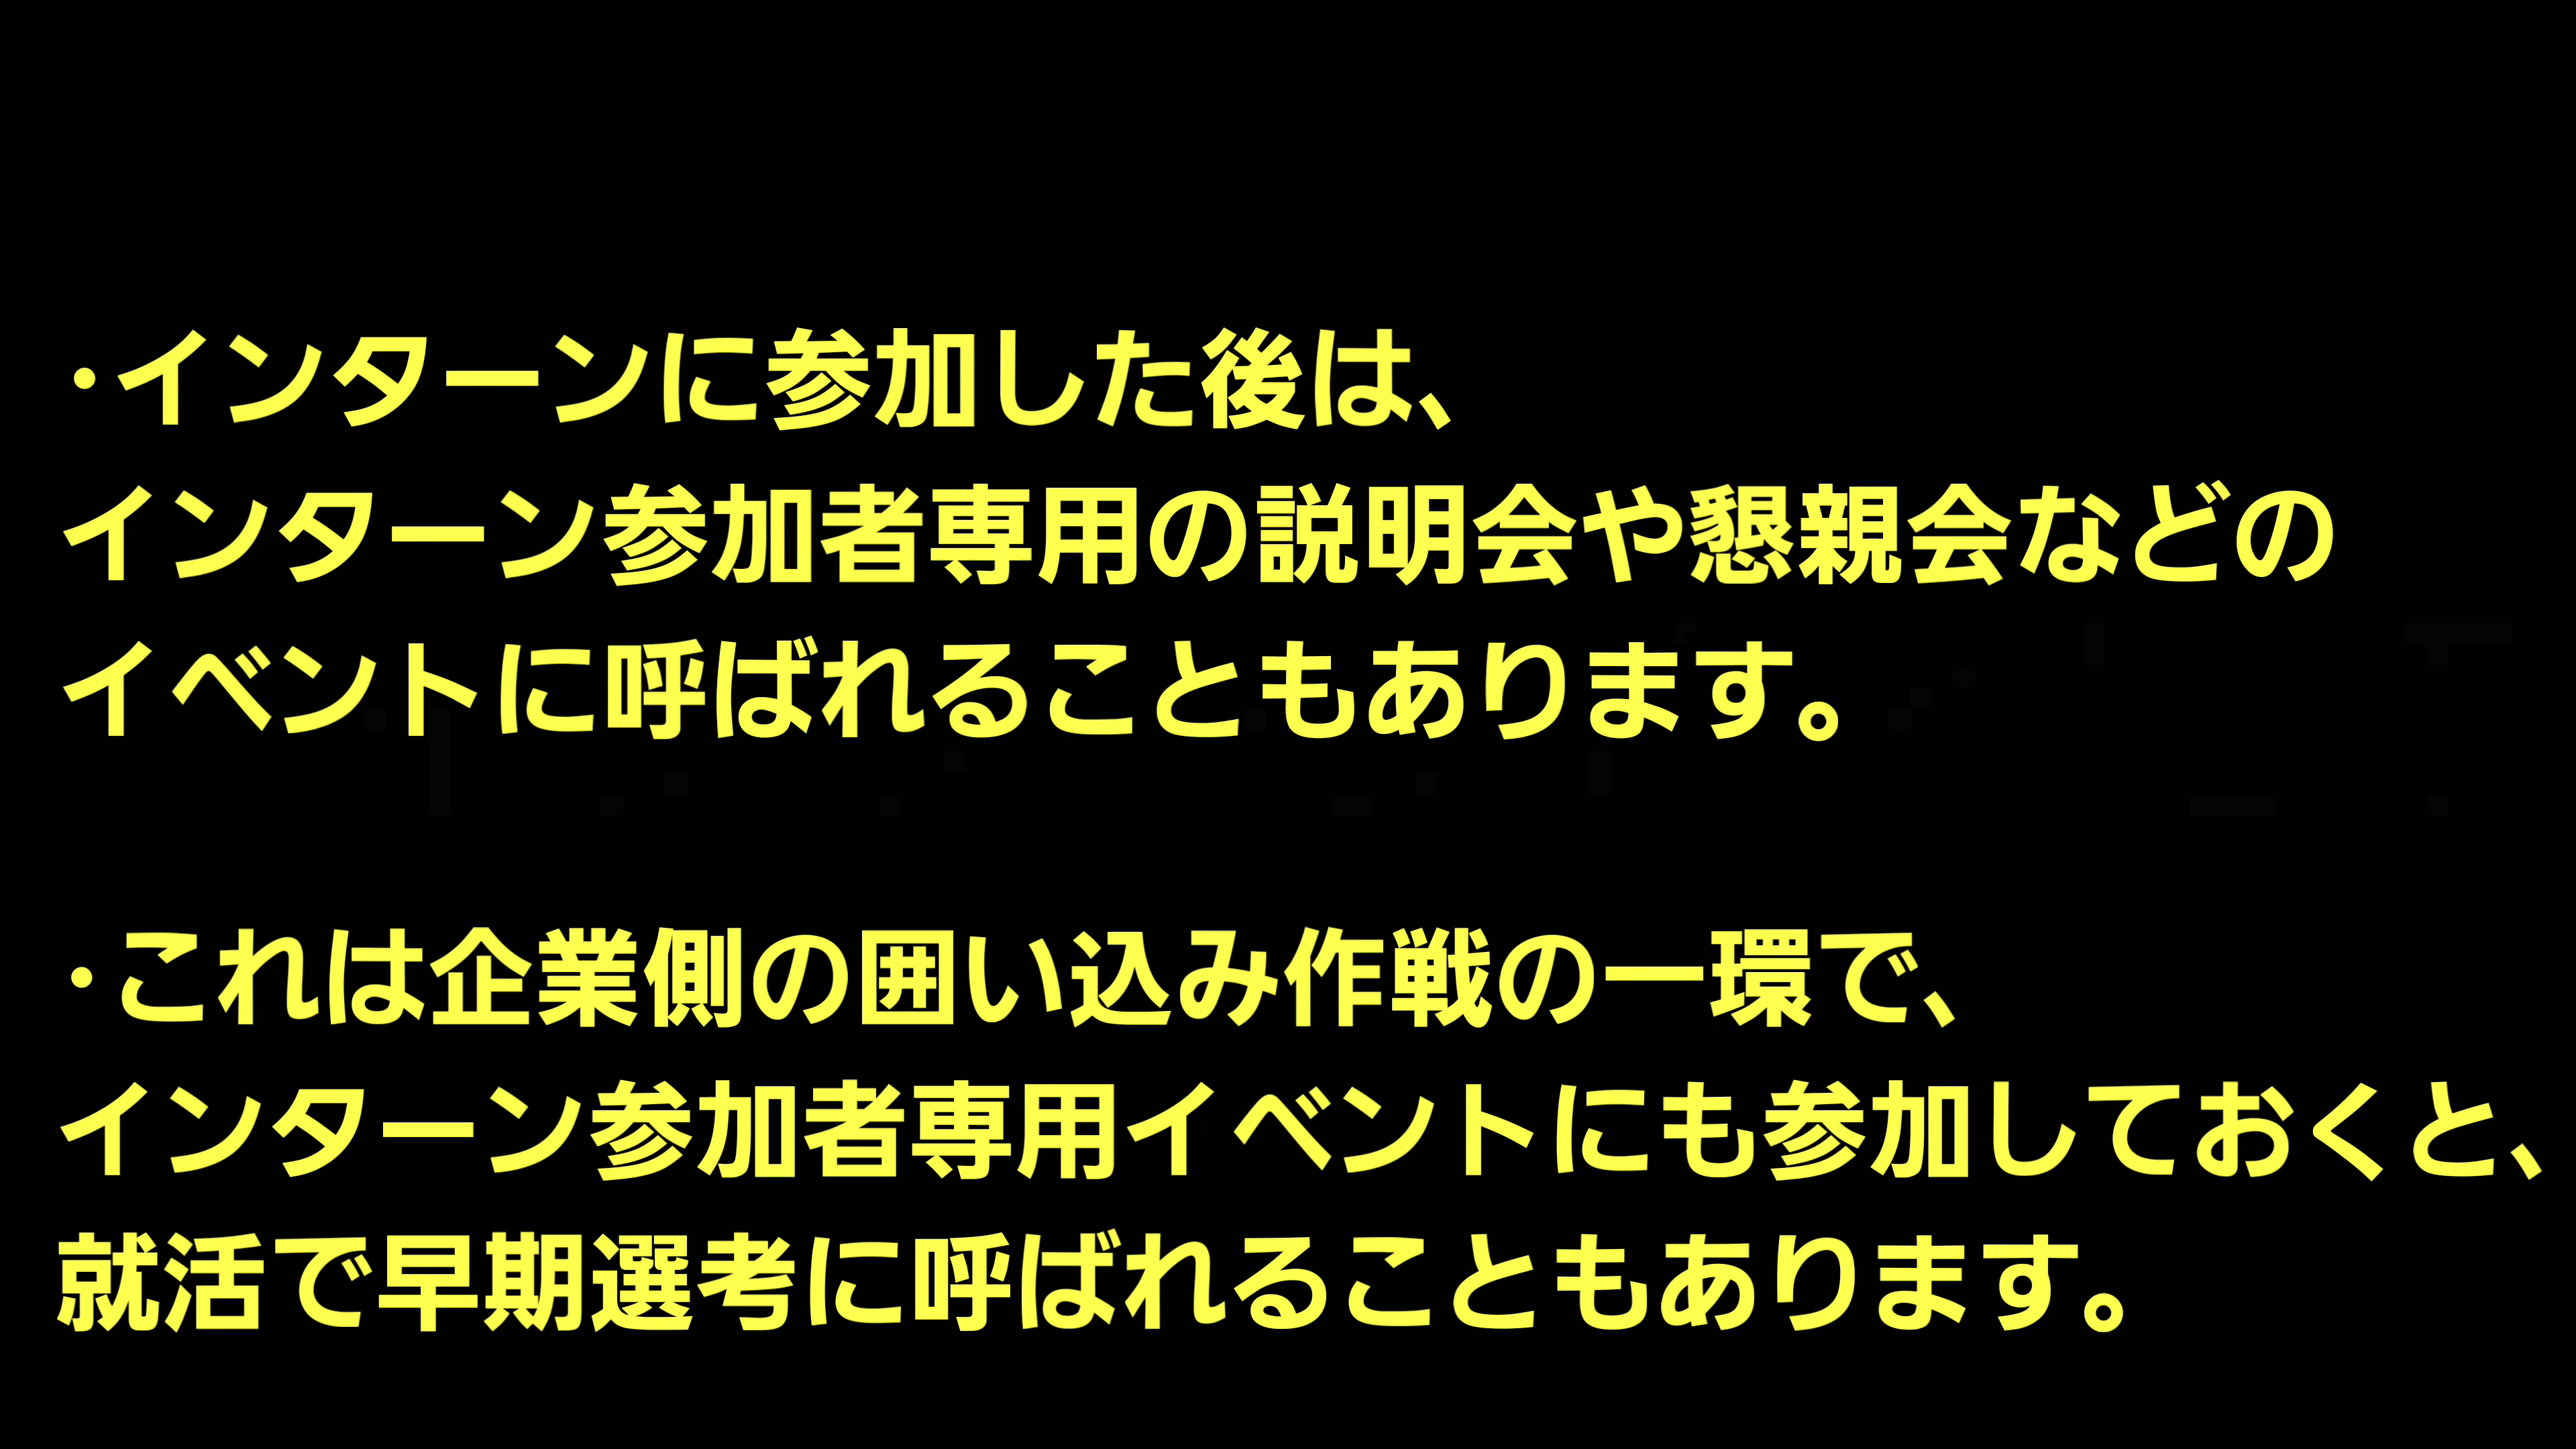 ・インターンに参加した後は、
インターン参加者専用の説明会や懇親会などの
イベントに呼ばれることもあります。
・これは企業側の囲い込み作戦の一環で、
インターン参加者専用イベントにも参加しておくと、
就活で早期選考に呼ばれることもあります。